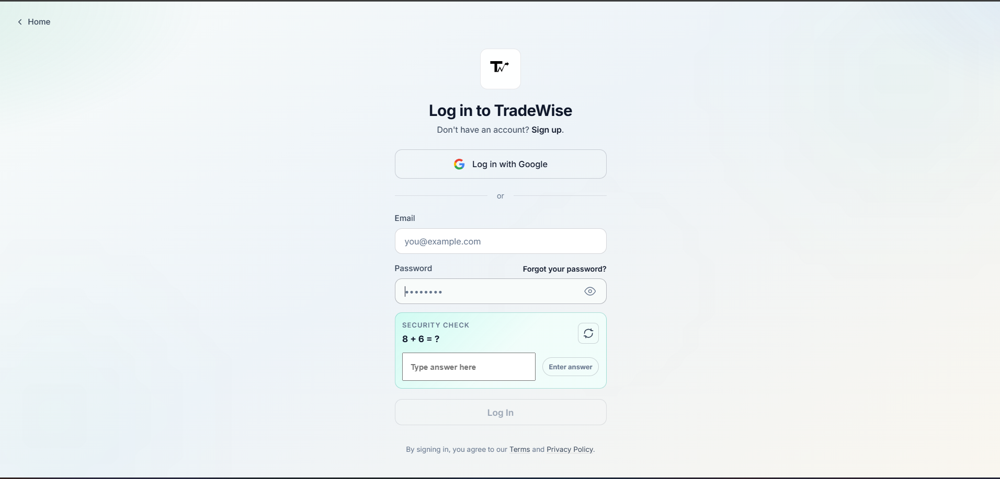 Home
TW
Log in to TradeWise
Don't have an account? Sign up.
Log in with Google
or
Email
you@example.com
Password
Forgot your password?
••••••••
SECURITY CHECK
8 + 6 = ?
Type answer here
Enter answer
Log In
By signing in, you agree to our Terms and Privacy Policy.